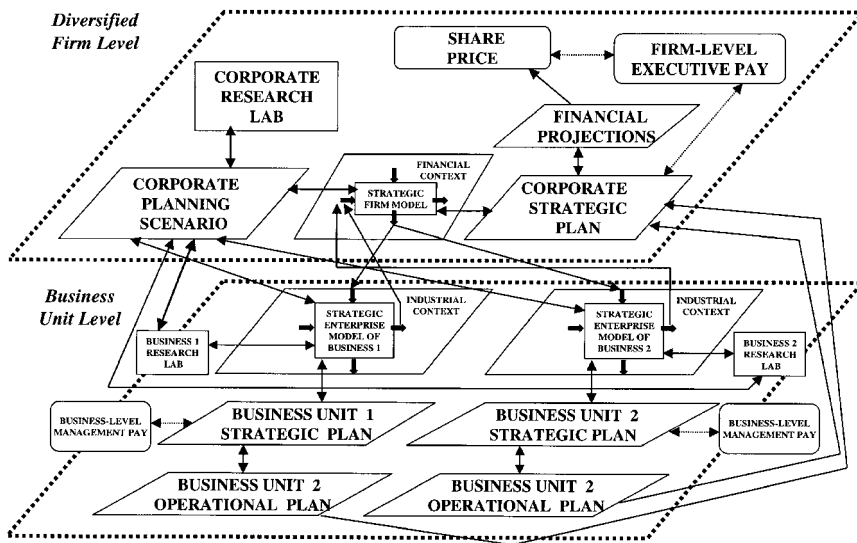 Diversified
Firm Level
SHARE
PRICE
FIRM-LEVEL
EXECUTIVE PAY
CORPORATE
RESEARCH
LAB
FINANCIAL
PROJECTIONS
FINANCIAL
CONTEXT
CORPORATE
PLANNING
SCENARIO
STRATEGIC
FIRM MODEL
CORPORATE
STRATEGIC
PLAN
Business
Unit Level
INDUSTRIAL
CONTEXT
INDUSTRIAL
CONTEXT
BUSINESS 1
RESEARCH
LAB
STRATEGIC
ENTERPRISE
MODEL OF
BUSINESS 1
STRATEGIC
ENTERPRISE
MODEL
OF BUSINESS 2
BUSINESS 2
RESEARCH
LAB
BUSINESS-LEVEL
MANAGEMENT PAY
BUSINESS UNIT 1
STRATEGIC PLAN
BUSINESS UNIT 2
STRATEGIC PLAN
BUSINESS-LEVEL
MANAGEMENT PAY
BUSINESS UNIT 2
OPERATIONAL PLAN
BUSINESS UNIT 2
OPERATIONAL PLAN